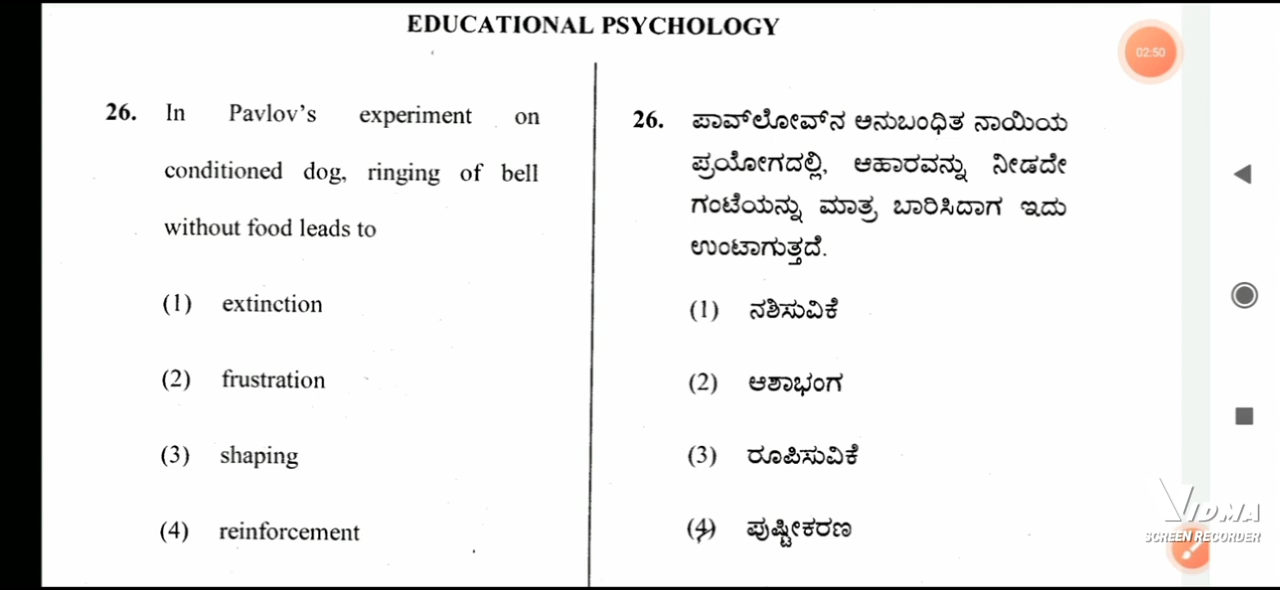 EDUCATIONAL PSYCHOLOGY
02:50
26. In Pavlov's experiment on
conditioned dog, ringing of bell
without food leads to
(1) extinction
(2) frustration
(3) shaping
(4) reinforcement
26. ಪಾವ್‌ಲೋವ್‌ನ ಅನುಬಂಧಿತ ನಾಯಿಯ
ಪ್ರಯೋಗದಲ್ಲಿ, ಆಹಾರವನ್ನು ನೀಡದೇ
ಗಂಟೆಯನ್ನು ಮಾತ್ರ ಬಾರಿಸಿದಾಗ ಇದು
ಉಂಟಾಗುತ್ತದೆ.
(1) ನಶಿಸುವಿಕೆ
(2) ಆಶಾಭಂಗ
(3) ರೂಪಿಸುವಿಕೆ
(4) ಪುಷ್ಟೀಕರಣ
VIDMA
SCREEN RECORDER